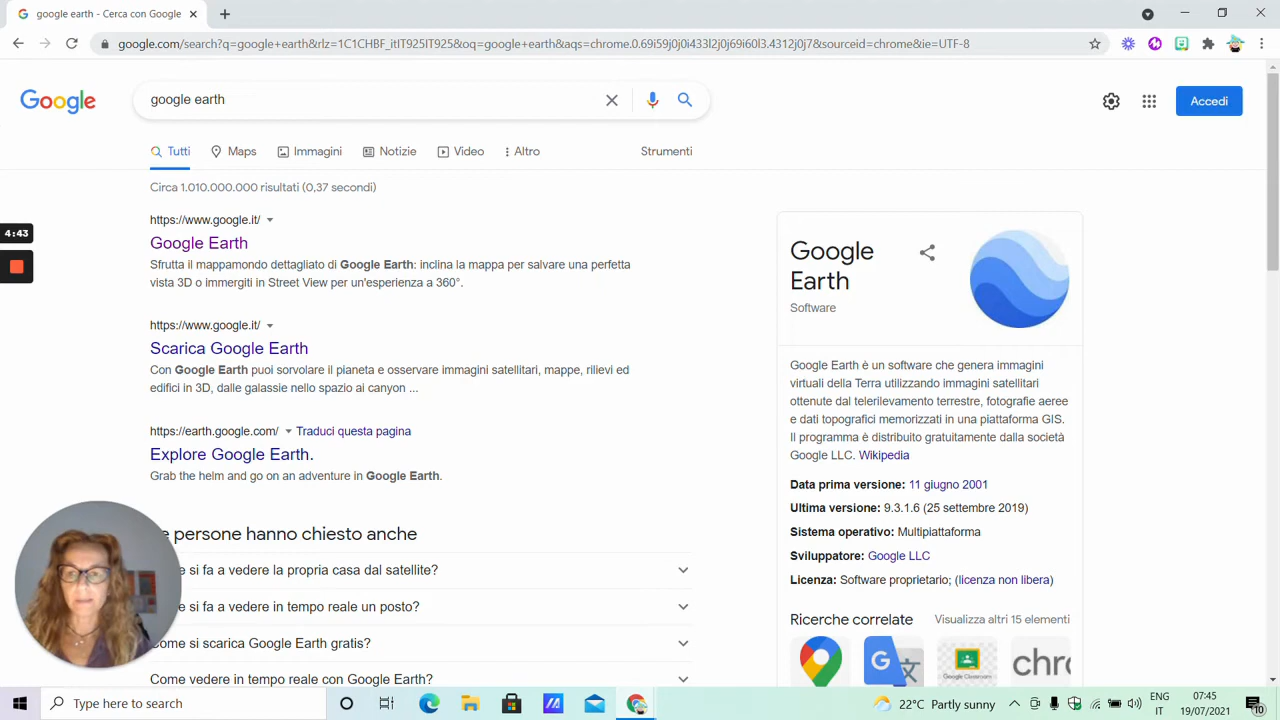 google earth - Cerca con Google
google.com/search?q=google+earth&rlz=1C1CHBF_itIT925IT925&oq=google+earth&aqs=chrome.0.69i59j0j0i433l2j0j69i60l3.4312j0j7&sourceid=chrome&ie=UTF-8
Google
google earth
Accedi
Tutti
Maps
Immagini
Notizie
Video
Altro
Strumenti
Circa 1.010.000.000 risultati (0,37 secondi)
4:43
https://www.google.it/
Google Earth
Sfrutta il mappamondo dettagliato di Google Earth: inclina la mappa per salvare una perfetta
vista 3D o immergiti in Street View per un'esperienza a 360°.
https://www.google.it/
Scarica Google Earth
Con Google Earth puoi sorvolare il pianeta e osservare immagini satellitari, mappe, rilievi ed
edifici in 3D, dalle galassie nello spazio ai canyon ...
https://earth.google.com/
Traduci questa pagina
Explore Google Earth.
Grab the helm and go on an adventure in Google Earth.
e persone hanno chiesto anche
e si fa a vedere la propria casa dal satellite?
e si fa a vedere in tempo reale un posto?
Come si scarica Google Earth gratis?
Come vedere in tempo reale con Google Earth?
Google
Earth
Software
Google Earth è un software che genera immagini
virtuali della Terra utilizzando immagini satellitari
ottenute dal telerilevamento terrestre, fotografie aeree
e dati topografici memorizzati in una piattaforma GIS.
Il programma è distribuito gratuitamente dalla società
Google LLC. Wikipedia
Data prima versione: 11 giugno 2001
Ultima versione: 9.3.1.6 (25 settembre 2019)
Sistema operativo: Multipiattaforma
Sviluppatore: Google LLC
Licenza: Software proprietario; (licenza non libera)
Ricerche correlate
Visualizza altri 15 elementi
G
Google Classroom
chro
Type here to search
22°C Partly sunny
ENG
IT
07:45
19/07/2021
10